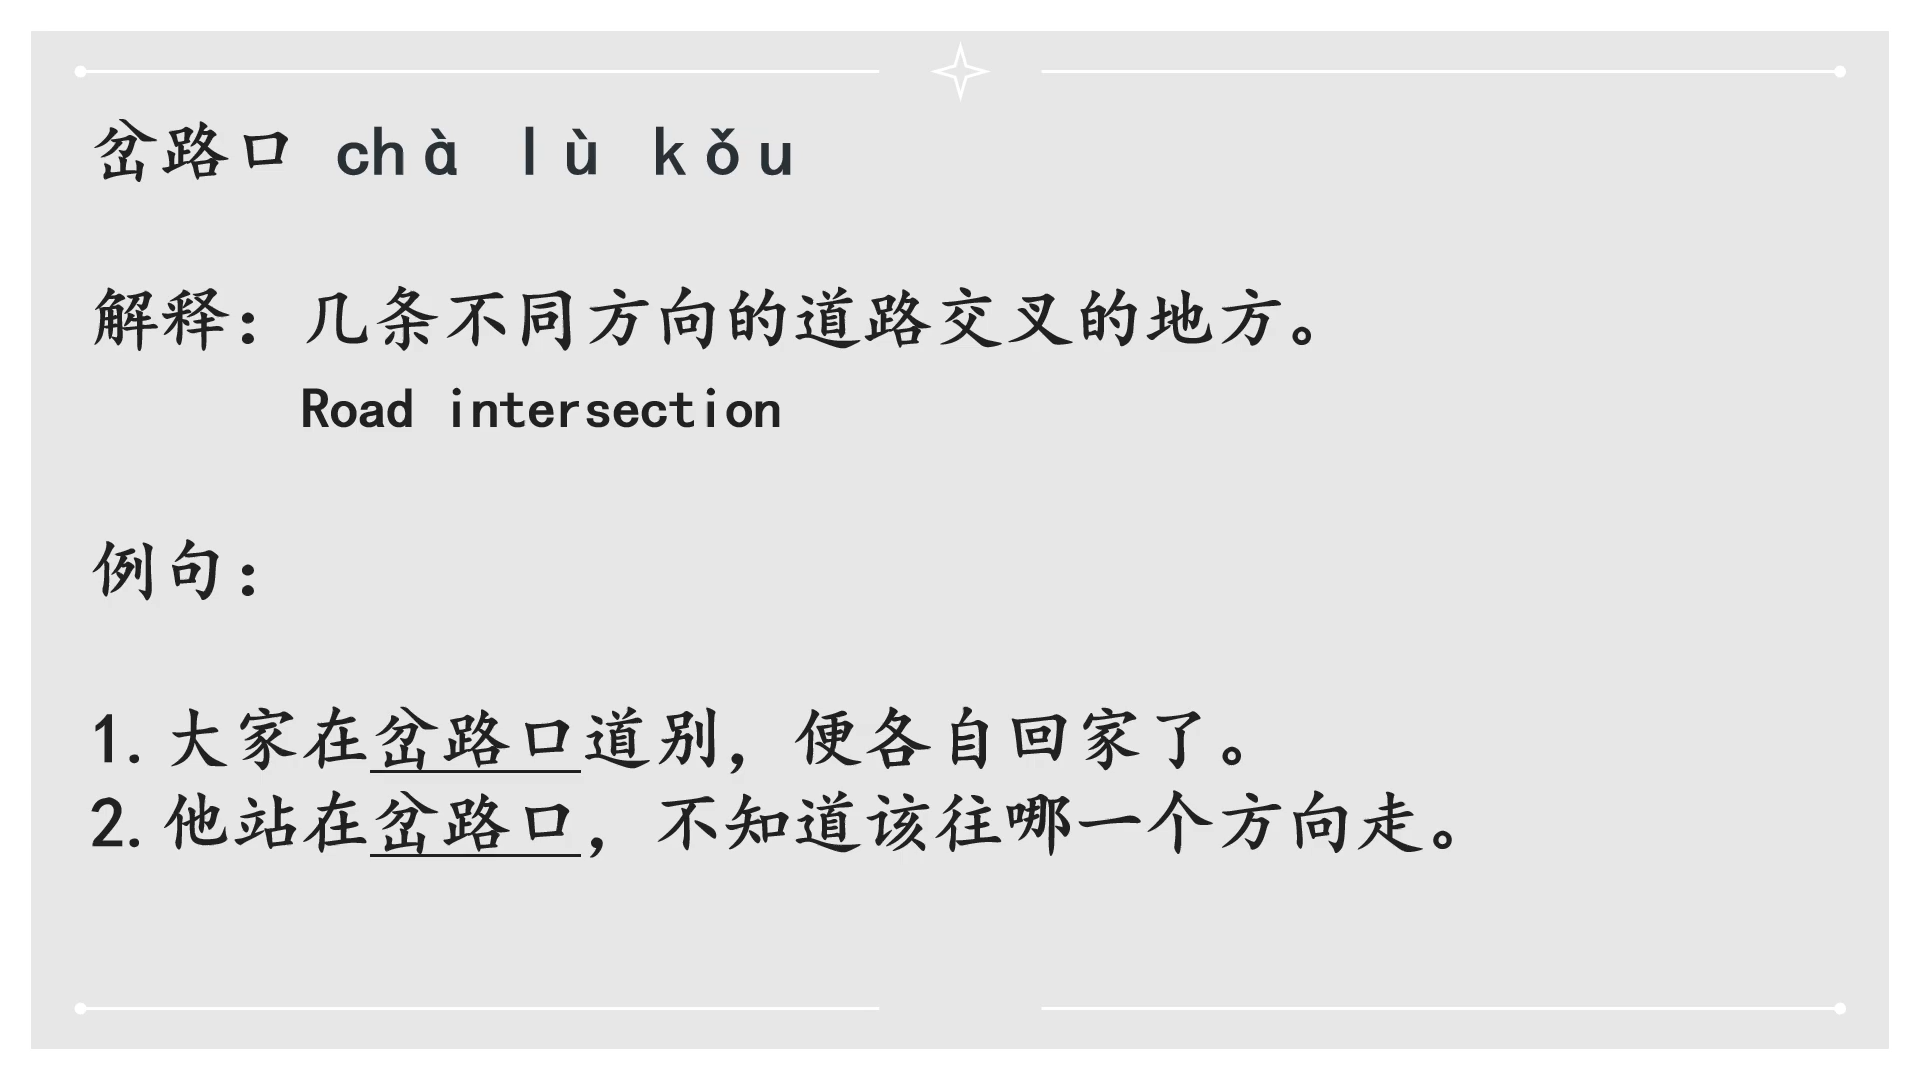 岔路口 chà lù kǒu
解释：几条不同方向的道路交叉的地方。
Road intersection
例句：
1.大家在岔路口道别，便各自回家了。
2.他站在岔路口，不知道该往哪一个方向走。